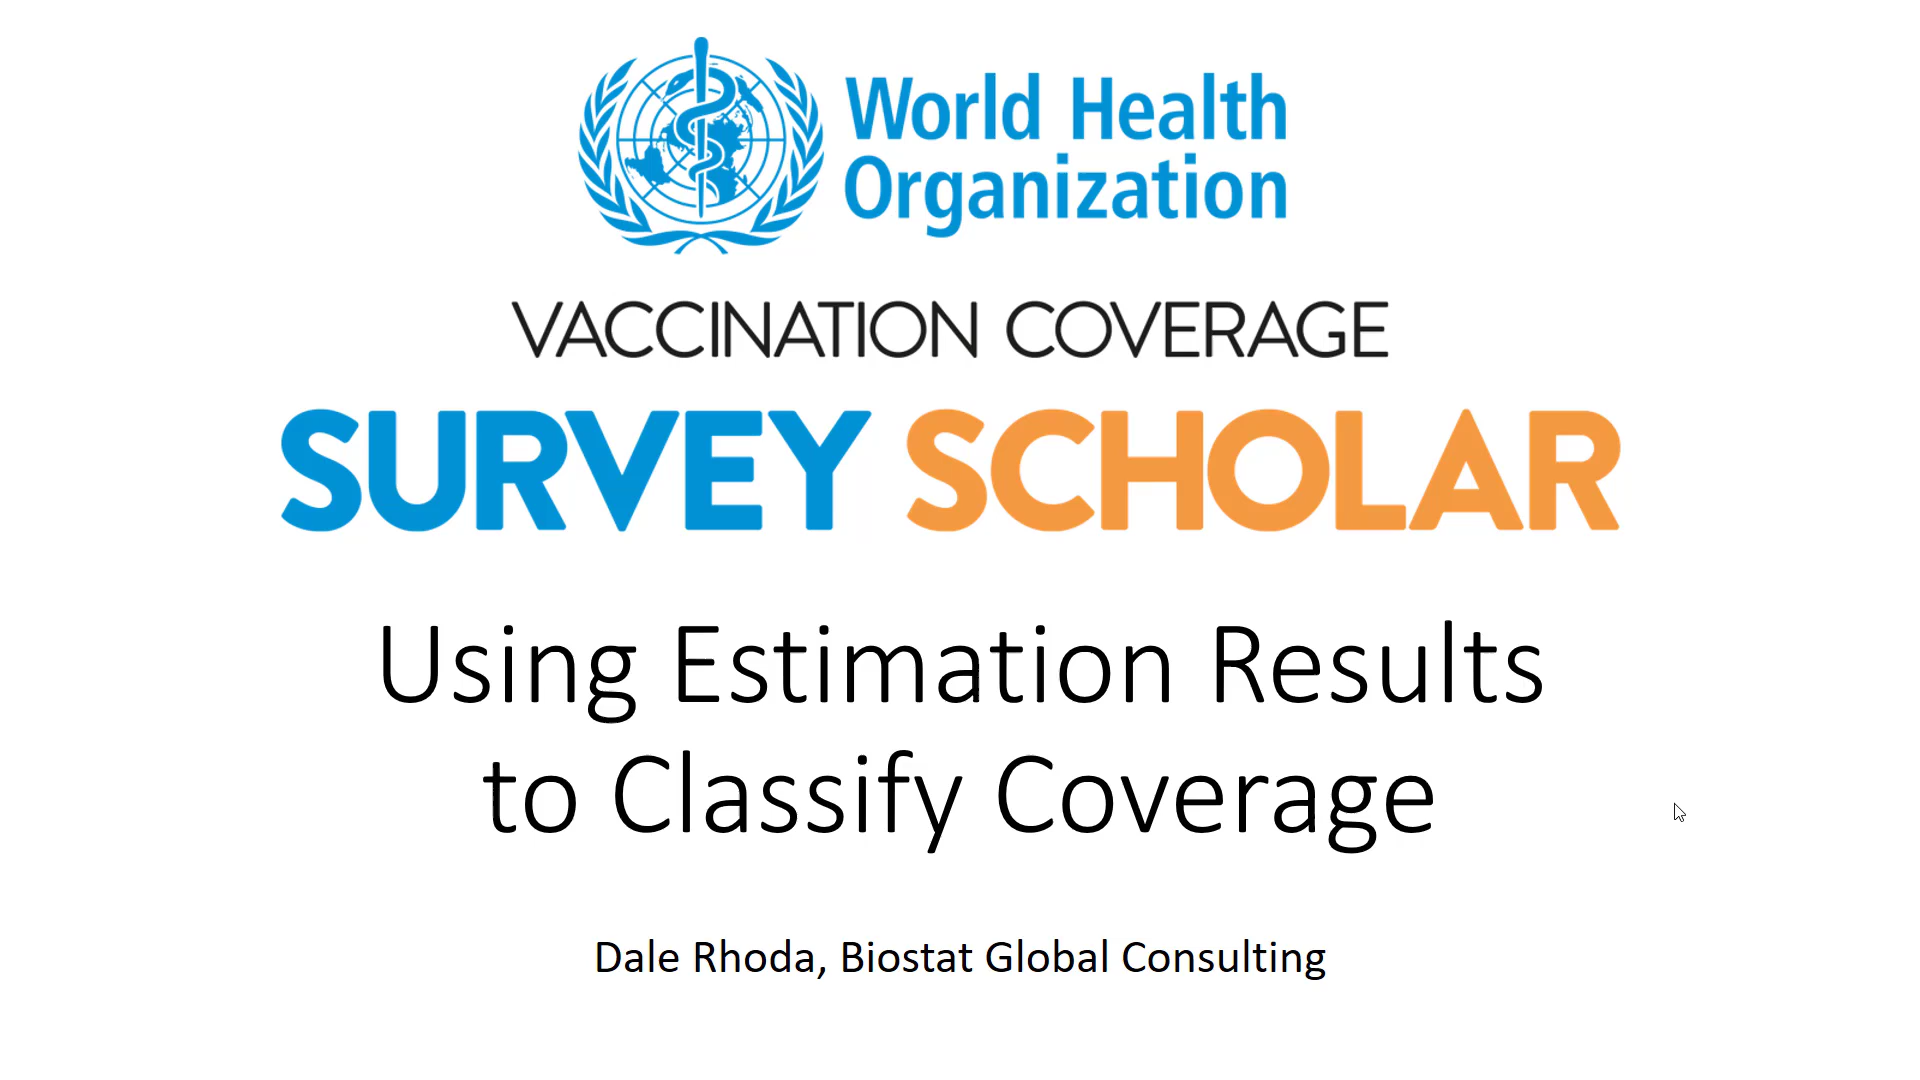 World Health
Organization
VACCINATION COVERAGE
SURVEY SCHOLAR
Using Estimation Results
to Classify Coverage
Dale Rhoda, Biostat Global Consulting